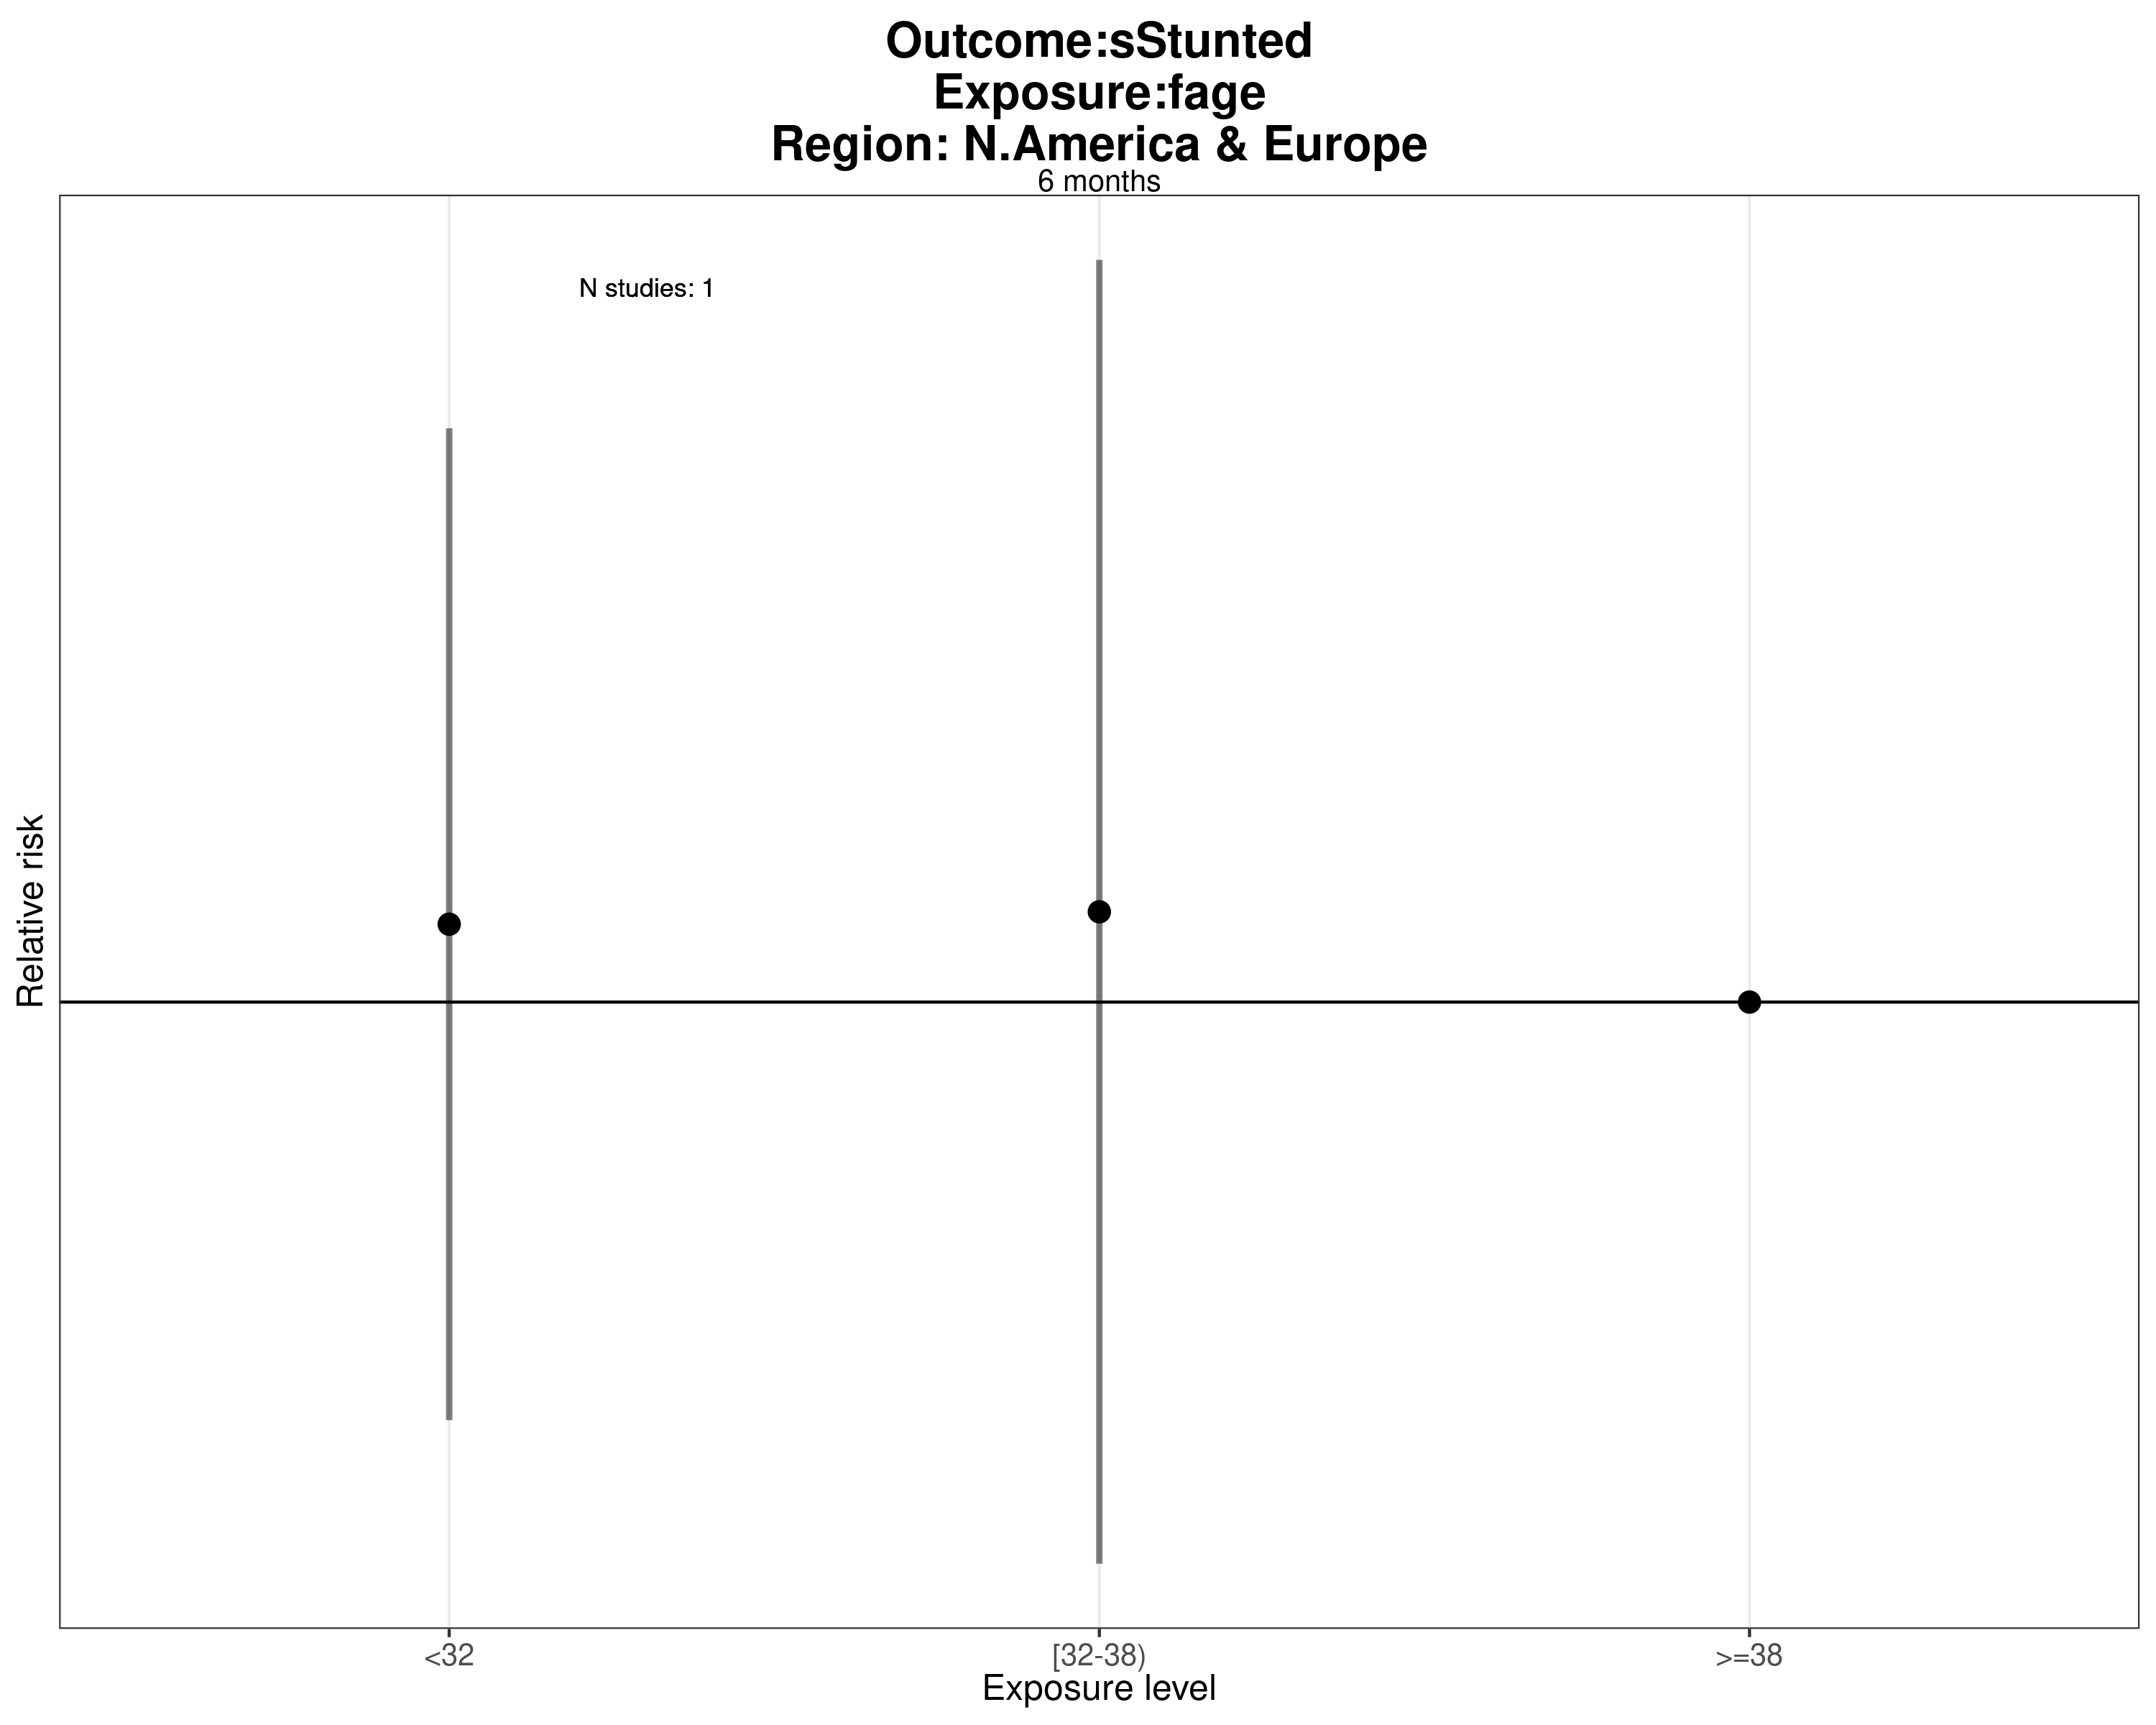 Outcome:sStunted
Exposure:fage
Region: N.America & Europe
6 months
N studies: 1
Relative risk
<32
[32-38)
>=38
Exposure level